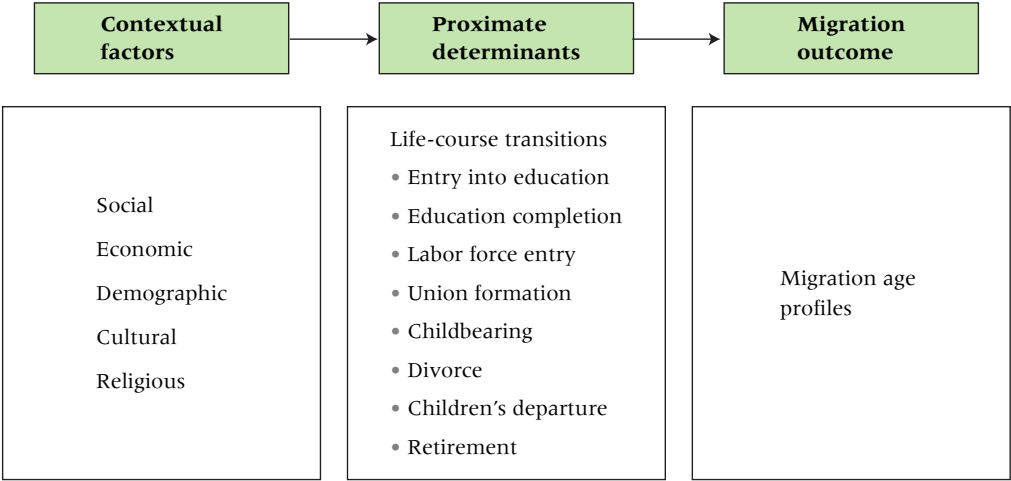 Contextual
factors
Proximate
determinants
Migration
outcome
Social
Economic
Demographic
Cultural
Religious
Life-course transitions
• Entry into education
• Education completion
• Labor force entry
• Union formation
• Childbearing
• Divorce
• Children's departure
• Retirement
Migration age
profiles